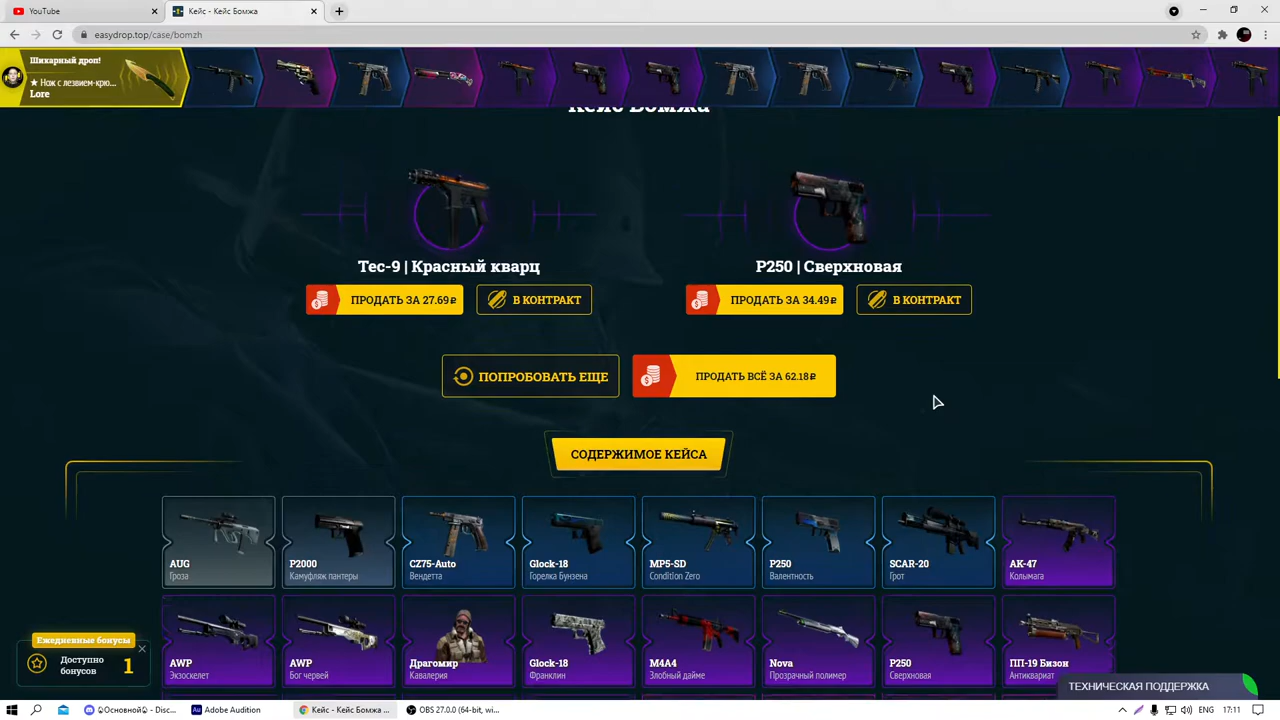 YouTube
Кейс - Кейс Бомжа
easydrop.top/case/bomzh
Шикарный дроп!
★ Нож с лезвием-крю...
Lore
Кейс Бомжа
Tec-9 | Красный кварц
P250 | Сверхновая
ПРОДАТЬ ЗА 27.69₽
В КОНТРАКТ
ПРОДАТЬ ЗА 34.49₽
В КОНТРАКТ
ПОПРОБОВАТЬ ЕЩЕ
ПРОДАТЬ ВСЁ ЗА 62.18₽
СОДЕРЖИМОЕ КЕЙСА
AUG
Гроза
P2000
Камуфляж пантеры
CZ75-Auto
Вендетта
Glock-18
Горелка Бунзена
MP5-SD
Condition Zero
P250
Валентность
SCAR-20
Грот
AK-47
Колымага
AWP
Экзоскелет
AWP
Бог червей
Драгомир
Кавалерия
Glock-18
Франклин
M4A4
Злобный дайме
Nova
Прозрачный полимер
P250
Сверхновая
ПП-19 Бизон
Антиквариат
Ежедневные бонусы
Доступно
бонусов
1
ТЕХНИЧЕСКАЯ ПОДДЕРЖКА
Основной - Disc...
Adobe Audition
Кейс - Кейс Бомжа ...
OBS 27.0.0 (64-bit, wi...
ENG
17:11